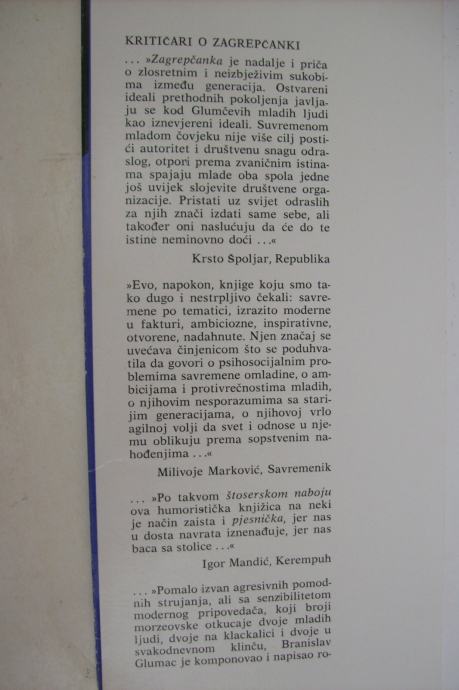 KRITIČARI O ZAGREPČANKI
... »Zagrepčanka je nadalje i priča
o zlosretnim i neizbježivim sukobi-
ma između generacija. Ostvareni
ideali prethodnih pokoljenja javlja-
ju se kod Glumčevih mladih ljudi
kao iznevjereni ideali. Suvremenom
mladom čovjeku nije više cilj posti-
ći autoritet i društvenu snagu odra-
slog, otpori prema zvaničnim istina-
ma spajaju mlade oba spola jedne
još uvijek slojevite društvene orga-
nizacije. Pristati uz svijet odraslih
za njih znači izdati same sebe, ali
također oni naslućuju da će do te
istine neminovno doći ...«
Krsto Špoljar, Republika
»Evo, napokon, knjige koju smo ta-
ko dugo i nestrpljivo čekali: savre-
mene po tematici, izrazito moderne
u fakturi, ambiciozne, inspirativne,
otvorene, nadahnute. Njen značaj se
uvećava činjenicom što se poduhva-
tila da govori o psihosocijalnim pro-
blemima savremene omladine, o am-
bicijama i protivrečnostima mladih,
o njihovim nesporazumima sa stari-
jim generacijama, o njihovoj vrlo
agilnoj volji da svet i odnose u nje-
mu oblikuju prema sopstvenim na-
hođenjima ...«
Milivoje Marković, Savremenik
... »Po takvom štoserskom naboju
ova humoristička knjižica na neki
je način zaista i pjesnička, jer nas
u dosta navrata iznenađuje, jer nas
baca sa stolice ...«
Igor Mandić, Kerempuh
... »Pomalo izvan agresivnih pomod-
nih strujanja, ali sa senzibilitetom
modernog pripovedača, koji broji
morzeovske otkucaje dvoje mladih
ljudi, dvoje na klackalici i dvoje u
svakodnevnom klinču, Branislav
Glumac je komponovao i napisao ro-